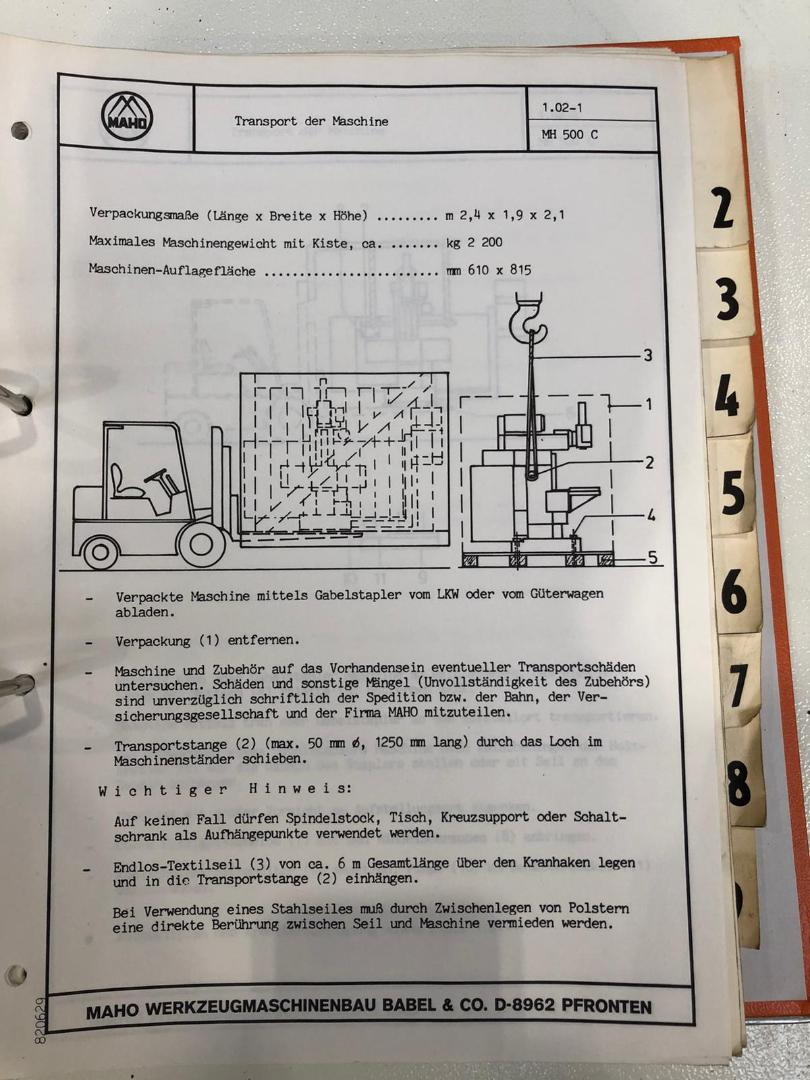 MAHO
Transport der Maschine
1.02-1
MH 500 C
Verpackungsmaße (Länge x Breite x Höhe) ......... m 2,4 x 1,9 x 2,1
Maximales Maschinengewicht mit Kiste, ca. ....... kg 2 200
Maschinen-Auflagefläche ......................... mm 610 x 815
3
1
2
4
5
- Verpackte Maschine mittels Gabelstapler vom LKW oder vom Güterwagen
abladen.
- Verpackung (1) entfernen.
- Maschine und Zubehör auf das Vorhandensein eventueller Transportschäden
untersuchen. Schäden und sonstige Mängel (Unvollständigkeit des Zubehörs)
sind unverzüglich schriftlich der Spedition bzw. der Bahn, der Ver-
sicherungsgesellschaft und der Firma MAHO mitzuteilen.
- Transportstange (2) (max. 50 mm ø, 1250 mm lang) durch das Loch im
Maschinenständer schieben.
Wichtiger Hinweis:
Auf keinen Fall dürfen Spindelstock, Tisch, Kreuzsupport oder Schalt-
schrank als Aufhängepunkte verwendet werden.
- Endlos-Textilseil (3) von ca. 6 m Gesamtlänge über den Kranhaken legen
und in die Transportstange (2) einhängen.
Bei Verwendung eines Stahlseiles muß durch Zwischenlegen von Polstern
eine direkte Berührung zwischen Seil und Maschine vermieden werden.
820629
MAHO WERKZEUGMASCHINENBAU BABEL & CO. D-8962 PFRONTEN
2
3
4
5
6
7
8